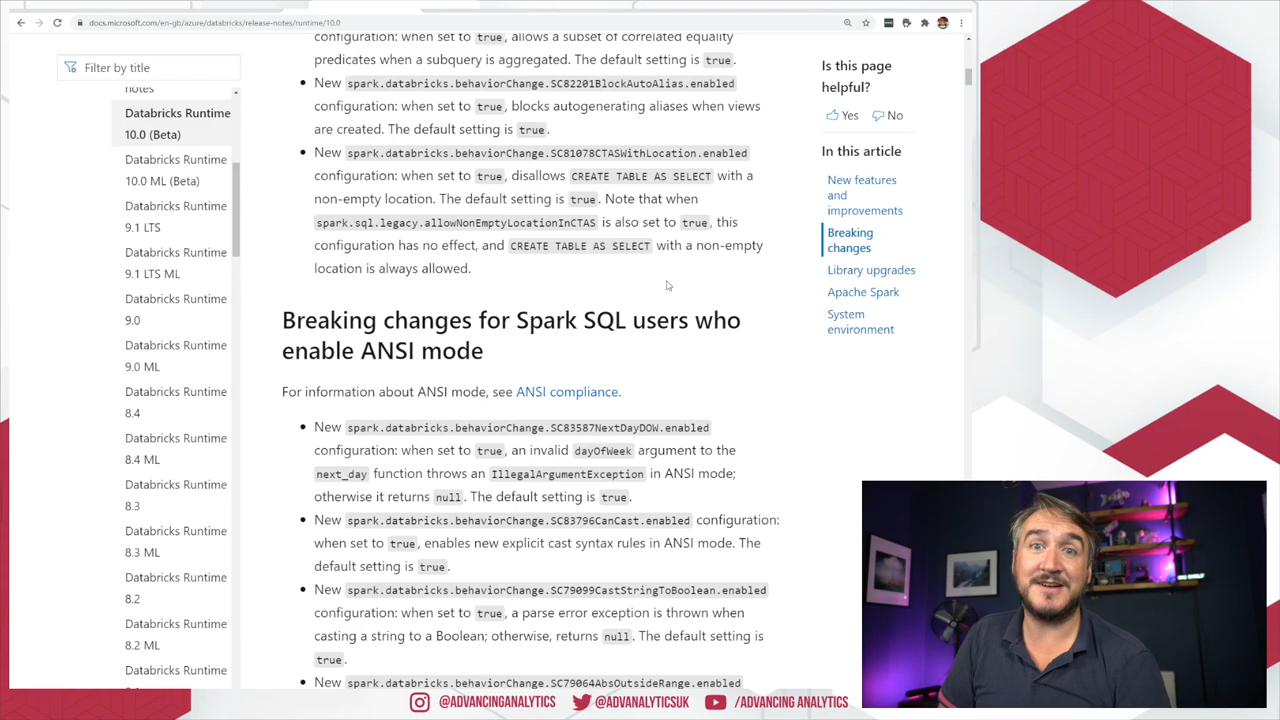 docs.microsoft.com/en-gb/azure/databricks/release-notes/runtime/10.0
Filter by title
notes
Databricks Runtime
10.0 (Beta)
Databricks Runtime
10.0 ML (Beta)
Databricks Runtime
9.1 LTS
Databricks Runtime
9.1 LTS ML
Databricks Runtime
9.0
Databricks Runtime
9.0 ML
Databricks Runtime
8.4
Databricks Runtime
8.4 ML
Databricks Runtime
8.3
Databricks Runtime
8.3 ML
Databricks Runtime
8.2
Databricks Runtime
8.2 ML
Databricks Runtime
configuration: when set to true, allows a subset of correlated equality
predicates when a subquery is aggregated. The default setting is true.
New spark.databricks.behaviorChange.SC82201BlockAutoAlias.enabled
configuration: when set to true, blocks autogenerating aliases when views
are created. The default setting is true.
New spark.databricks.behaviorChange.SC81078CTASWithLocation.enabled
configuration: when set to true, disallows CREATE TABLE AS SELECT with a
non-empty location. The default setting is true. Note that when
spark.sql.legacy.allowNonEmptyLocationInCTAS is also set to true, this
configuration has no effect, and CREATE TABLE AS SELECT with a non-empty
location is always allowed.
Breaking changes for Spark SQL users who
enable ANSI mode
For information about ANSI mode, see ANSI compliance.
New spark.databricks.behaviorChange.SC83587NextDayDOW.enabled
configuration: when set to true, an invalid dayOfWeek argument to the
next_day function throws an IllegalArgumentException in ANSI mode;
otherwise it returns null. The default setting is true.
New spark.databricks.behaviorChange.SC83796CanCast.enabled configuration:
when set to true, enables new explicit cast syntax rules in ANSI mode. The
default setting is true.
New spark.databricks.behaviorChange.SC79099CastStringToBoolean.enabled
configuration: when set to true, a parse error exception is thrown when
casting a string to a Boolean; otherwise, returns null. The default setting is
true.
New spark.databricks.behaviorChange.SC79064AbsOutsideRange.enabled
Is this page
helpful?
Yes No
In this article
New features
and
improvements
Breaking
changes
Library upgrades
Apache Spark
System
environment
@ADVANCINGANALYTICS @ADVANALYTICSUK /ADVANCING ANALYTICS